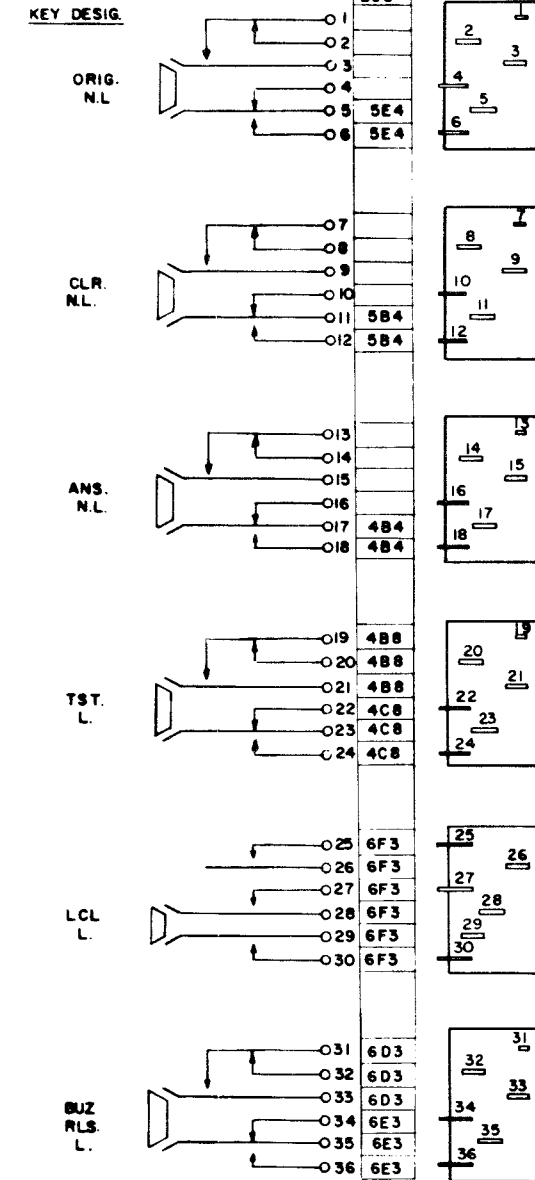 KEY DESIG.
ORIG.
N.L
1
2
3
4
5 5E4
6 5E4
1
2
3
4
5
6
CLR.
N.L.
7
8
9
10
11 5B4
12 5B4
7
8
9
10
11
12
ANS.
N.L.
13
14
15
16
17 4B4
18 4B4
13
14
15
16
17
18
TST.
L.
19 4B8
20 4B8
21 4B8
22 4C8
23 4C8
24 4C8
19
20
21
22
23
24
LCL
L.
25 6F3
26 6F3
27 6F3
28 6F3
29 6F3
30 6F3
25
26
27
28
29
30
BUZ
RLS.
L.
31 6D3
32 6D3
33 6D3
34 6E3
35 6E3
36 6E3
31
32
33
34
35
36